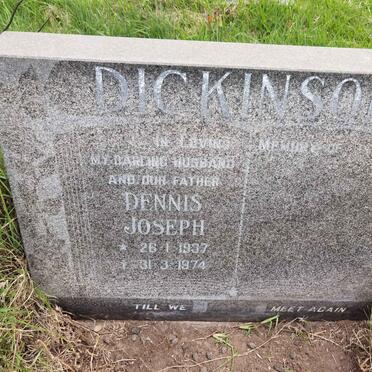 DICKINSO
IN LOVING MEMORY
MY DARLING HUSBAND
AND OUR FATHER
DENNIS
JOSEPH
* 26·1·1937
† 31·3·1974
TILL WE MEET AGAIN